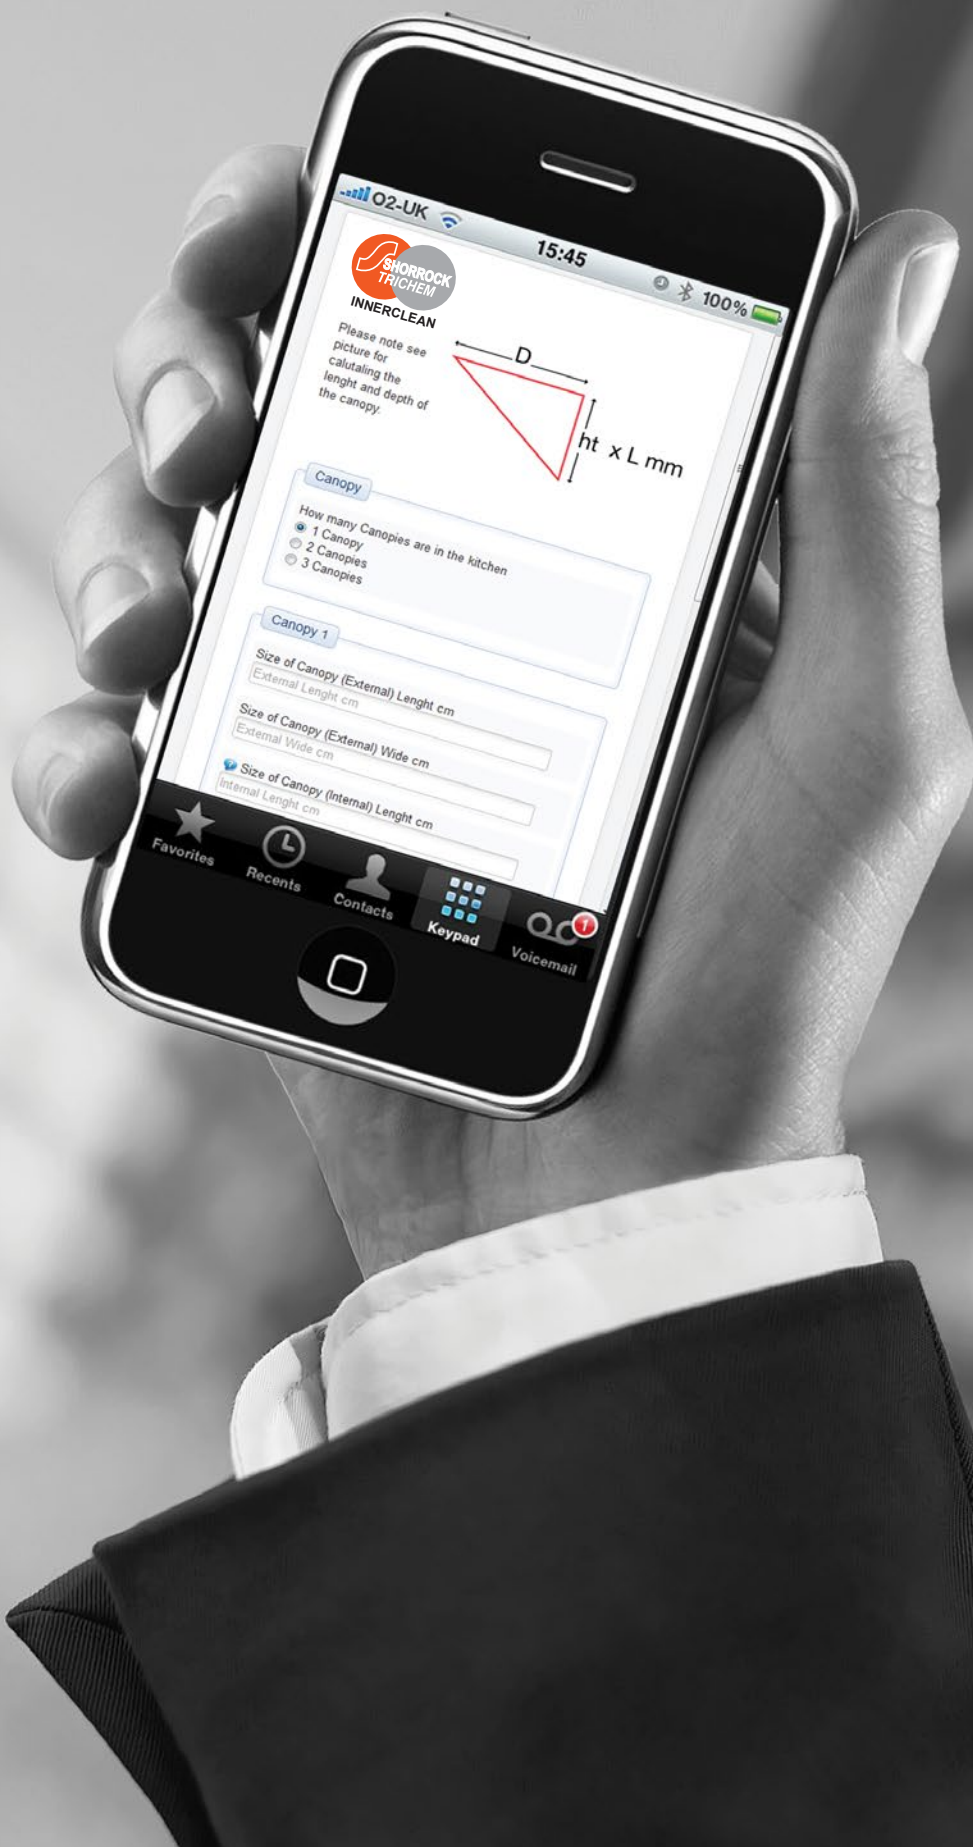 O2-UK
15:45
100%
SHORROCK
TRICHEM
INNERCLEAN
Please note see
picture for
calutaling the
lenght and depth of
the canopy.
D
ht x L mm
Canopy
How many Canopies are in the kitchen
1 Canopy
2 Canopies
3 Canopies
Canopy 1
Size of Canopy (External) Lenght cm
External Lenght cm
Size of Canopy (External) Wide cm
External Wide cm
Size of Canopy (Internal) Lenght cm
Internal Lenght cm
Favorites
Recents
Contacts
Keypad
1
Voicemail